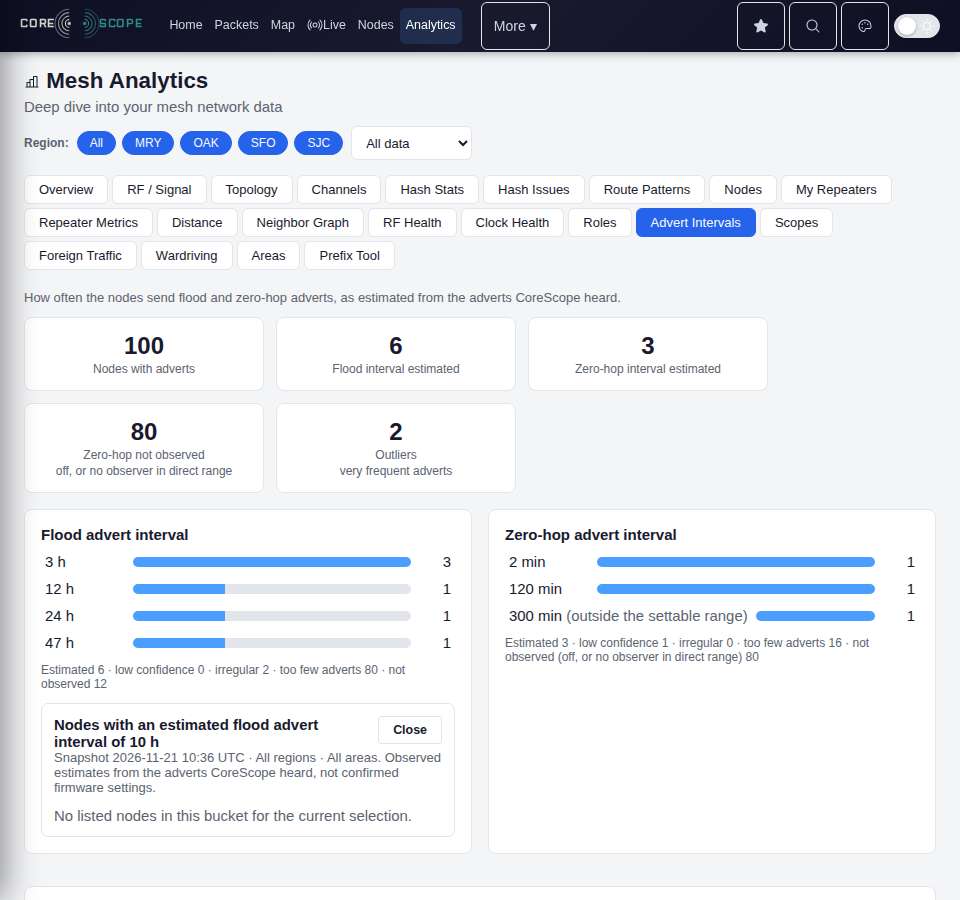 CORE SCOPE Home Packets Map Live Nodes Analytics More ▾
Mesh Analytics
Deep dive into your mesh network data
Region: All MRY OAK SFO SJC All data
Overview RF / Signal Topology Channels Hash Stats Hash Issues Route Patterns Nodes My Repeaters
Repeater Metrics Distance Neighbor Graph RF Health Clock Health Roles Advert Intervals Scopes
Foreign Traffic Wardriving Areas Prefix Tool
How often the nodes send flood and zero-hop adverts, as estimated from the adverts CoreScope heard.
100
Nodes with adverts
6
Flood interval estimated
3
Zero-hop interval estimated
80
Zero-hop not observed
off, or no observer in direct range
2
Outliers
very frequent adverts
Flood advert interval
3 h 3
12 h 1
24 h 1
47 h 1
Estimated 6 · low confidence 0 · irregular 2 · too few adverts 80 · not
observed 12
Nodes with an estimated flood advert
interval of 10 h
Close
Snapshot 2026-11-21 10:36 UTC · All regions · All areas. Observed
estimates from the adverts CoreScope heard, not confirmed
firmware settings.
No listed nodes in this bucket for the current selection.
Zero-hop advert interval
2 min 1
120 min 1
300 min (outside the settable range) 1
Estimated 3 · low confidence 1 · irregular 0 · too few adverts 16 · not
observed (off, or no observer in direct range) 80